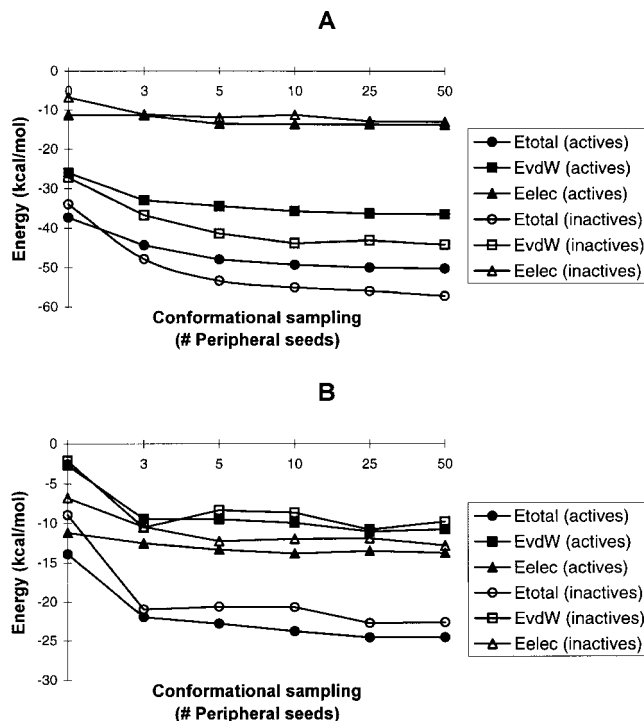 A
0
0 3 5 10 25 50
-10
-20
-30
-40
-50
-60
Energy (kcal/mol)
Conformational sampling
(# Peripheral seeds)
Etotal (actives)
EvdW (actives)
Eelec (actives)
Etotal (inactives)
EvdW (inactives)
Eelec (inactives)
B
0
0 3 5 10 25 50
-5
-10
-15
-20
-25
-30
Energy (kcal/mol)
Conformational sampling
(# Peripheral seeds)
Etotal (actives)
EvdW (actives)
Eelec (actives)
Etotal (inactives)
EvdW (inactives)
Eelec (inactives)